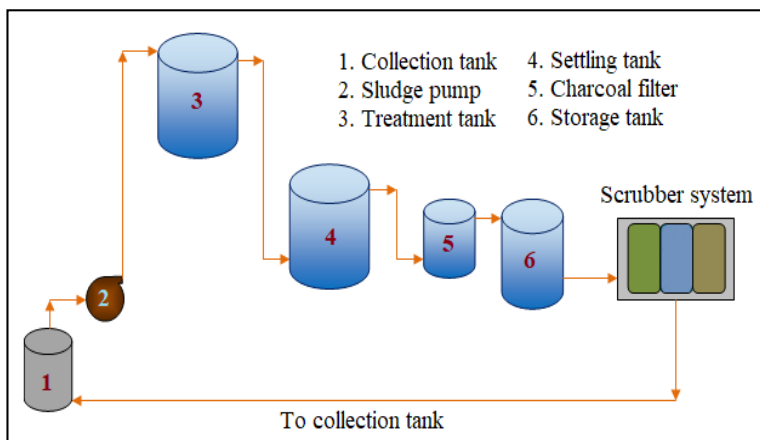 1. Collection tank
2. Sludge pump
3. Treatment tank
4. Settling tank
5. Charcoal filter
6. Storage tank
Scrubber system
3
4
5
6
2
1
To collection tank